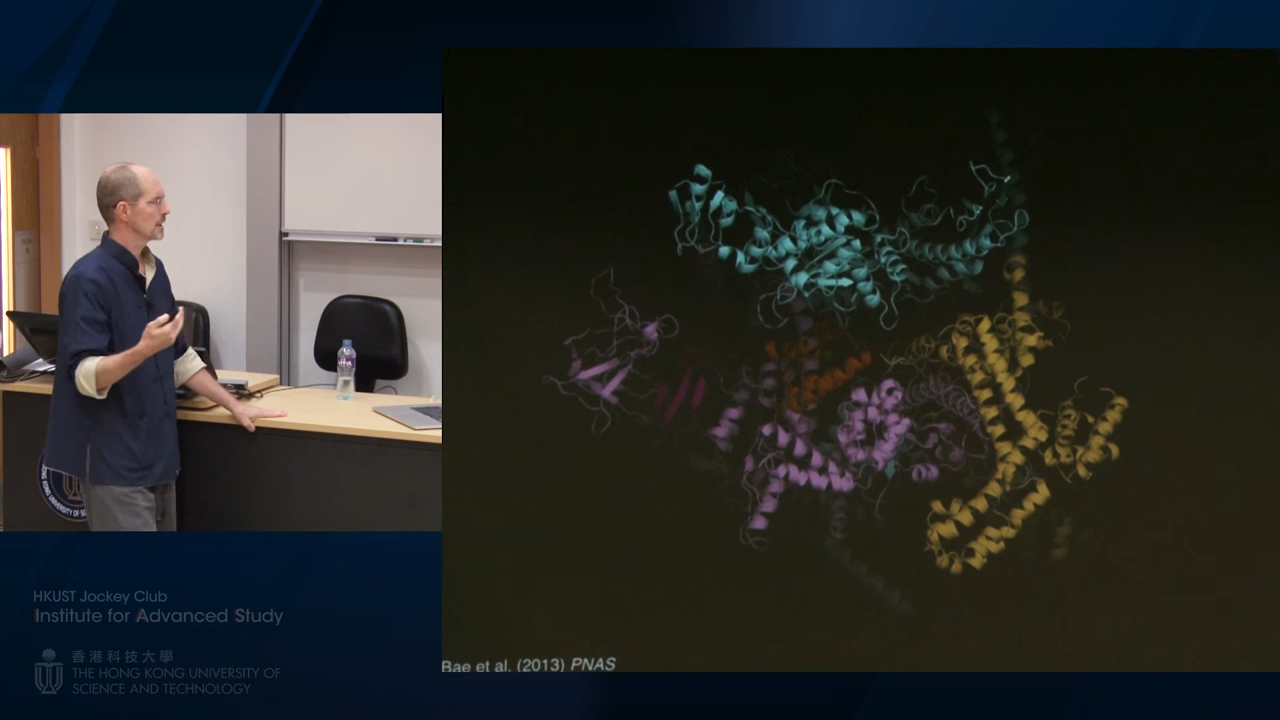 Bae et al. (2013) PNAS
HKUST Jockey Club
Institute for Advanced Study
香港科技大學
THE HONG KONG UNIVERSITY OF
SCIENCE AND TECHNOLOGY